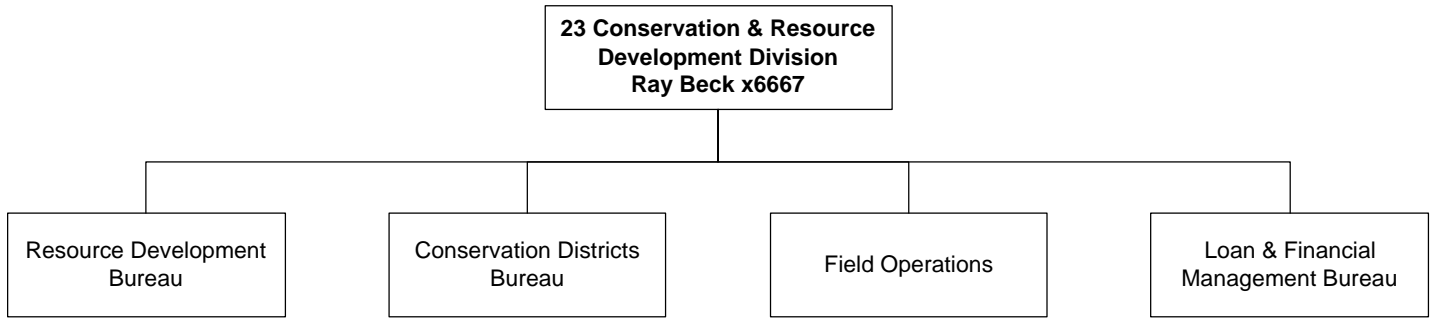 23 Conservation & Resource
Development Division
Ray Beck x6667
Resource Development
Bureau
Conservation Districts
Bureau
Field Operations
Loan & Financial
Management Bureau